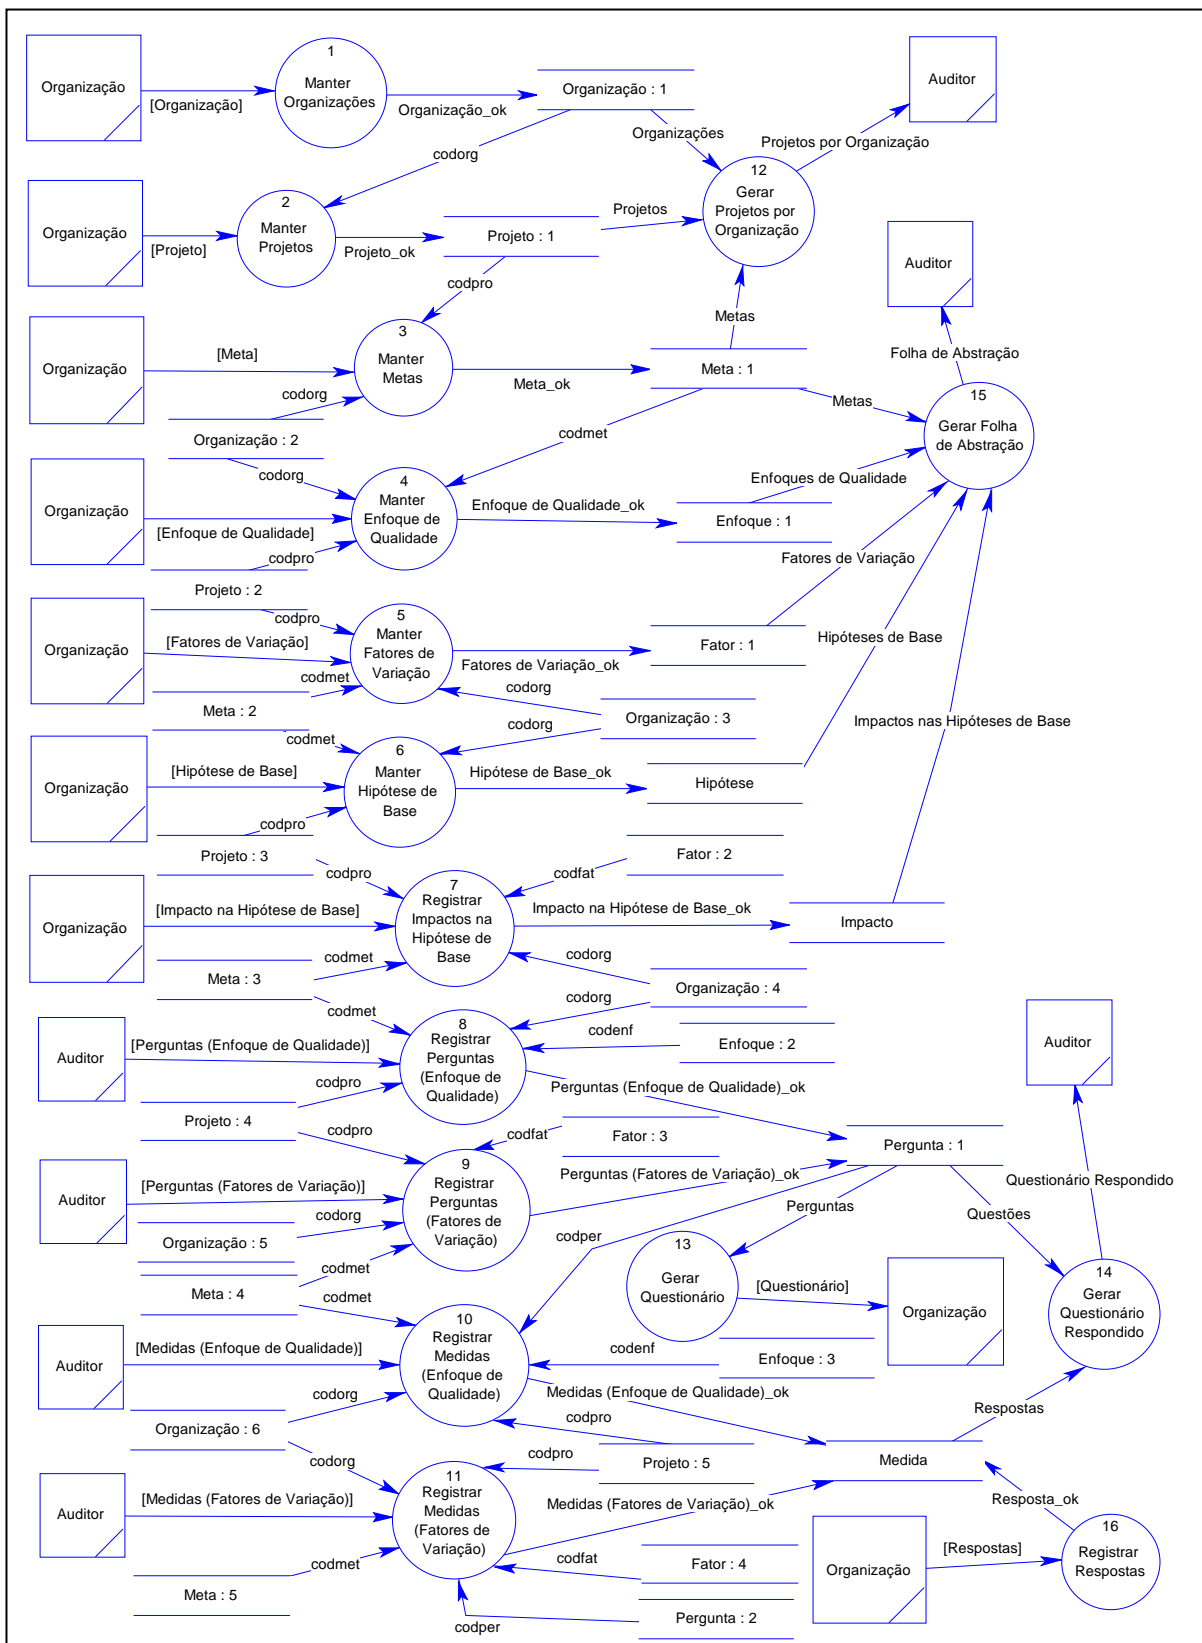 1
Organização
Manter
Organizações
[Organização]
Organização_ok
Organização : 1
Auditor
Organizações
Projetos por Organização
codorg
12
Gerar
Projetos por
Organização
Organização
2
Manter
Projetos
[Projeto]
Projeto_ok
Projeto : 1
Projetos
Auditor
codpro
Metas
Organização
[Meta]
3
Manter
Metas
codorg
Meta_ok
Meta : 1
Folha de Abstração
Metas
15
Gerar Folha
de Abstração
Organização : 2
codorg
codmet
Organização
[Enfoque de Qualidade]
4
Manter
Enfoque de
Qualidade
codpro
Enfoque de Qualidade_ok
Enfoques de Qualidade
Enfoque : 1
Projeto : 2
codpro
Fatores de Variação
Organização
[Fatores de Variação]
5
Manter
Fatores de
Variação
codmet
Fatores de Variação_ok
Fator : 1
Hipóteses de Base
codorg
Meta : 2
codmet
Organização : 3
codorg
Impactos nas Hipóteses de Base
Organização
[Hipótese de Base]
6
Manter
Hipótese de
Base
codpro
Hipótese de Base_ok
Hipótese
Projeto : 3
codpro
codfat
Fator : 2
Organização
[Impacto na Hipótese de Base]
7
Registrar
Impactos na
Hipótese de
Base
Impacto na Hipótese de Base_ok
Impacto
codmet
codorg
Meta : 3
codmet
Organização : 4
codorg
Auditor
[Perguntas (Enfoque de Qualidade)]
8
Registrar
Perguntas
(Enfoque de
Qualidade)
codenf
Enfoque : 2
Auditor
codpro
Perguntas (Enfoque de Qualidade)_ok
Projeto : 4
codpro
codfat
Fator : 3
Pergunta : 1
Auditor
[Perguntas (Fatores de Variação)]
9
Registrar
Perguntas
(Fatores de
Variação)
Perguntas (Fatores de Variação)_ok
Questionário Respondido
codorg
Organização : 5
codper
Perguntas
Questões
codmet
Meta : 4
codmet
13
Gerar
Questionário
[Questionário]
Organização
14
Gerar
Questionário
Respondido
Auditor
[Medidas (Enfoque de Qualidade)]
10
Registrar
Medidas
(Enfoque de
Qualidade)
codenf
Enfoque : 3
codorg
Medidas (Enfoque de Qualidade)_ok
Respostas
Organização : 6
codorg
codpro
codpro
Projeto : 5
Medida
Auditor
[Medidas (Fatores de Variação)]
11
Registrar
Medidas
(Fatores de
Variação)
Medidas (Fatores de Variação)_ok
Resposta_ok
codmet
codfat
Fator : 4
Organização
[Respostas]
16
Registrar
Respostas
Meta : 5
codper
Pergunta : 2